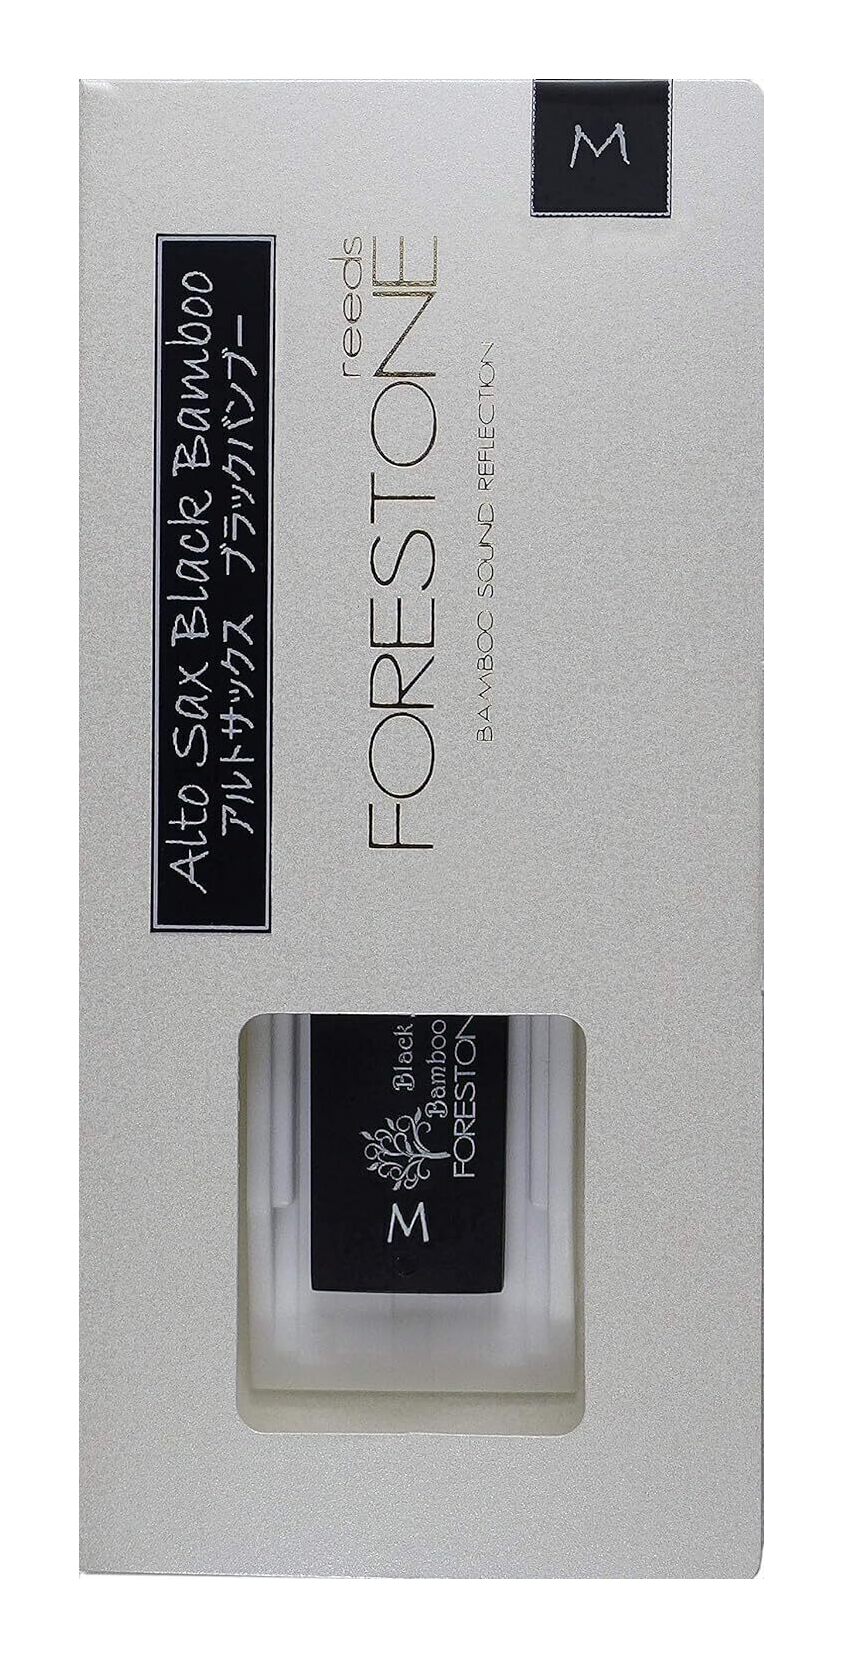 M
Alto Sax Black Bamboo
アルトサックス ブラックバンブー
reeds
FORESTONE
BAMBOO SOUND REFLECTION
Black
Bamboo
FORESTON
M